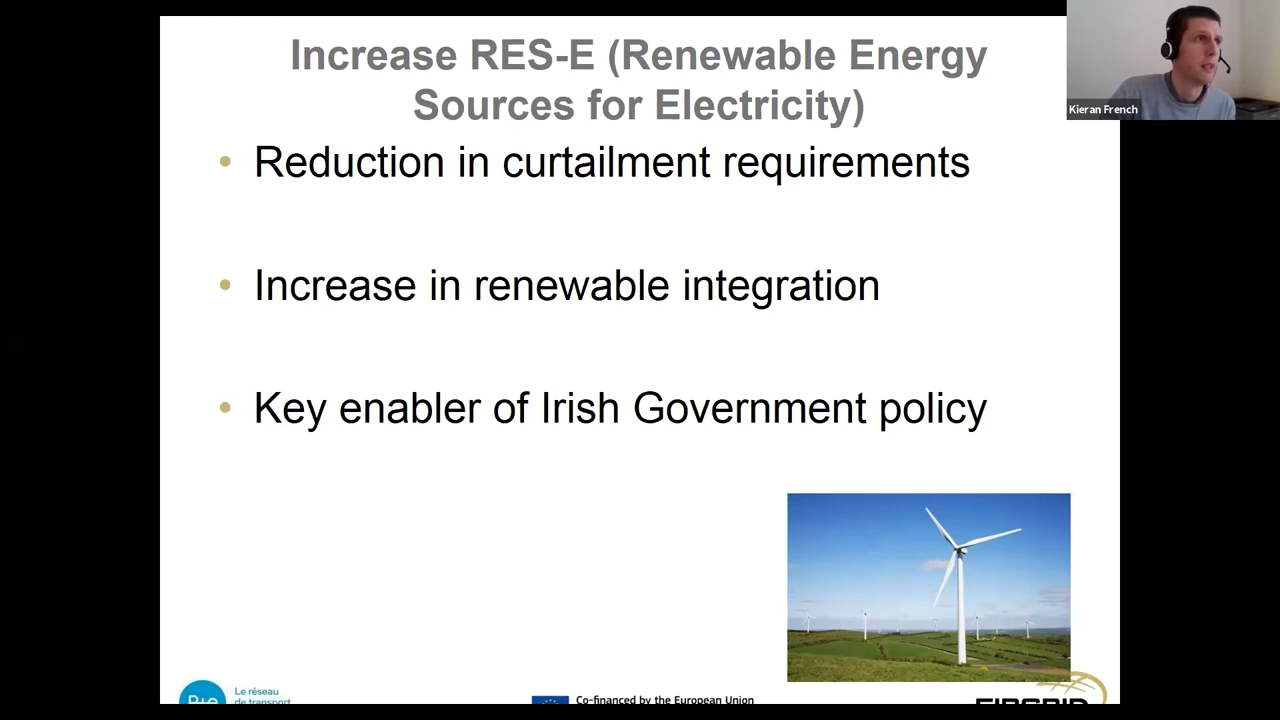 Increase RES-E (Renewable Energy
Sources for Electricity)
Kieran French
• Reduction in curtailment requirements
• Increase in renewable integration
• Key enabler of Irish Government policy
Le réseau
de transport
Co-financed by the European Union